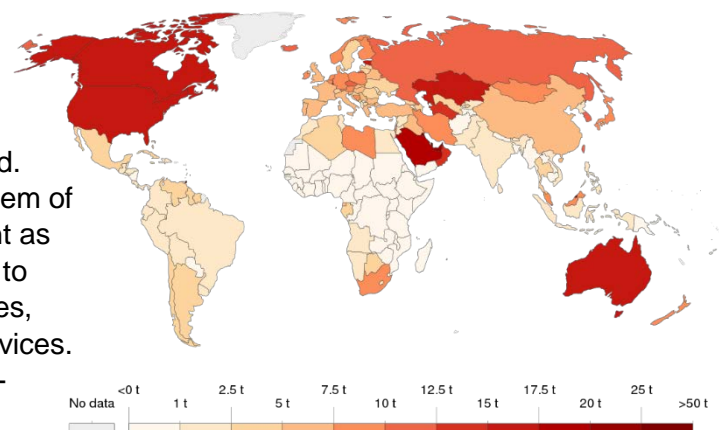 d.
em of
nt as
to
es,
vices.
-
No data
<0 t 2.5 t 7.5 t 12.5 t 17.5 t 25 t
1 t 5 t 10 t 15 t 20 t >50 t